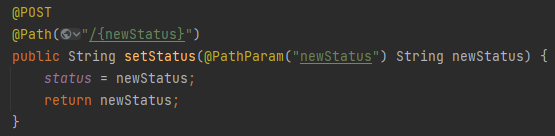 @POST
@Path("/{newStatus}")
public String setStatus(@PathParam("newStatus") String newStatus) {
    status = newStatus;
    return newStatus;
}